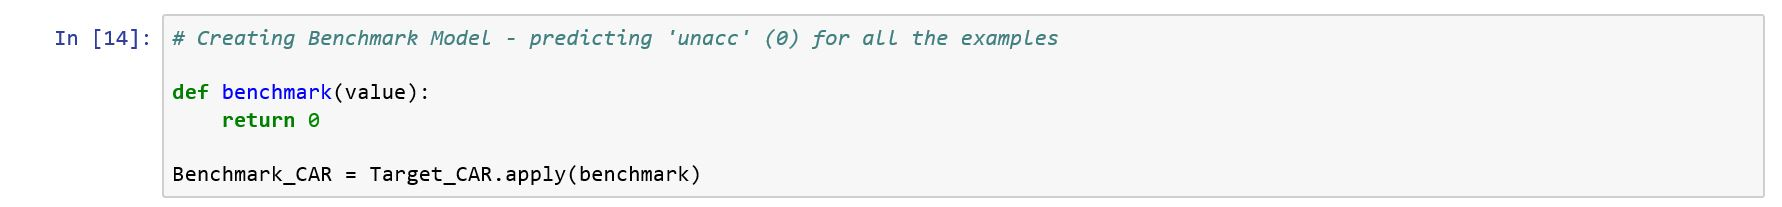 In [14]: # Creating Benchmark Model - predicting 'unacc' (0) for all the examples
def benchmark(value):
    return 0
Benchmark_CAR = Target_CAR.apply(benchmark)